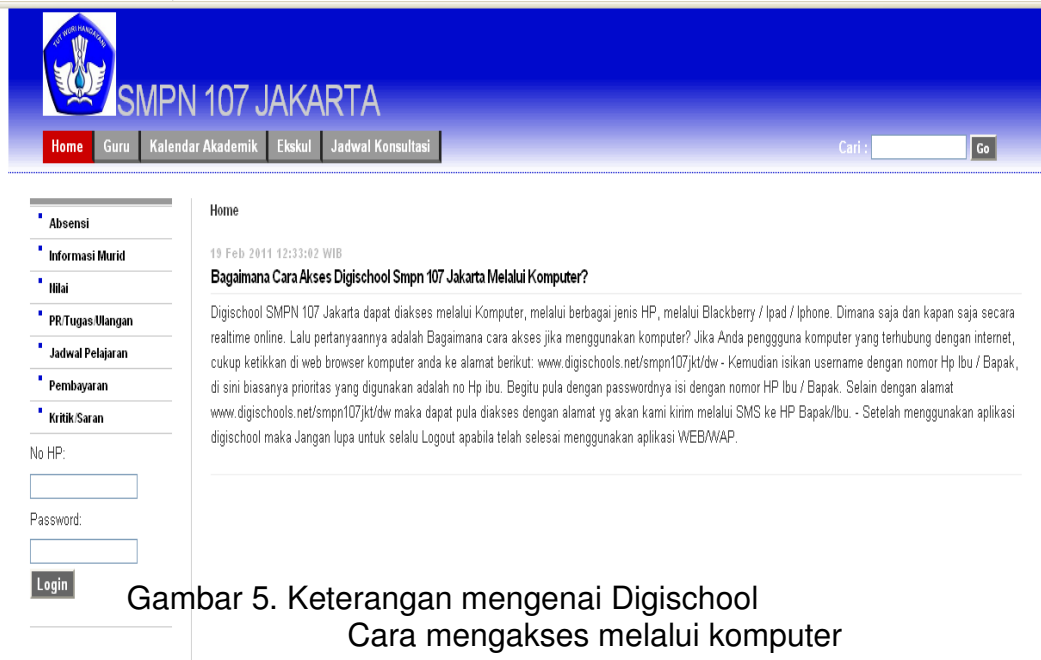 TUT WURI HANDAYANI
SMPN 107 JAKARTA
Home Guru Kalendar Akademik Ekskul Jadwal Konsultasi Cari : Go
Absensi
Informasi Murid
Nilai
PR/Tugas/Ulangan
Jadwal Pelajaran
Pembayaran
Kritik/Saran
No HP:
Password:
Login
Home
19 Feb 2011 12:33:02 WIB
Bagaimana Cara Akses Digischool Smpn 107 Jakarta Melalui Komputer?
Digischool SMPN 107 Jakarta dapat diakses melalui Komputer, melalui berbagai jenis HP, melalui Blackberry / Ipad / Iphone. Dimana saja dan kapan saja secara
realtime online. Lalu pertanyaannya adalah Bagaimana cara akses jika menggunakan komputer? Jika Anda penggguna komputer yang terhubung dengan internet,
cukup ketikkan di web browser komputer anda ke alamat berikut: www.digischools.net/smpn107jkt/dw - Kemudian isikan username dengan nomor Hp Ibu / Bapak,
di sini biasanya prioritas yang digunakan adalah no Hp ibu. Begitu pula dengan passwordnya isi dengan nomor HP Ibu / Bapak. Selain dengan alamat
www.digischools.net/smpn107jkt/dw maka dapat pula diakses dengan alamat yg akan kami kirim melalui SMS ke HP Bapak/Ibu. - Setelah menggunakan aplikasi
digischool maka Jangan lupa untuk selalu Logout apabila telah selesai menggunakan aplikasi WEB/WAP.
Gambar 5. Keterangan mengenai Digischool
Cara mengakses melalui komputer